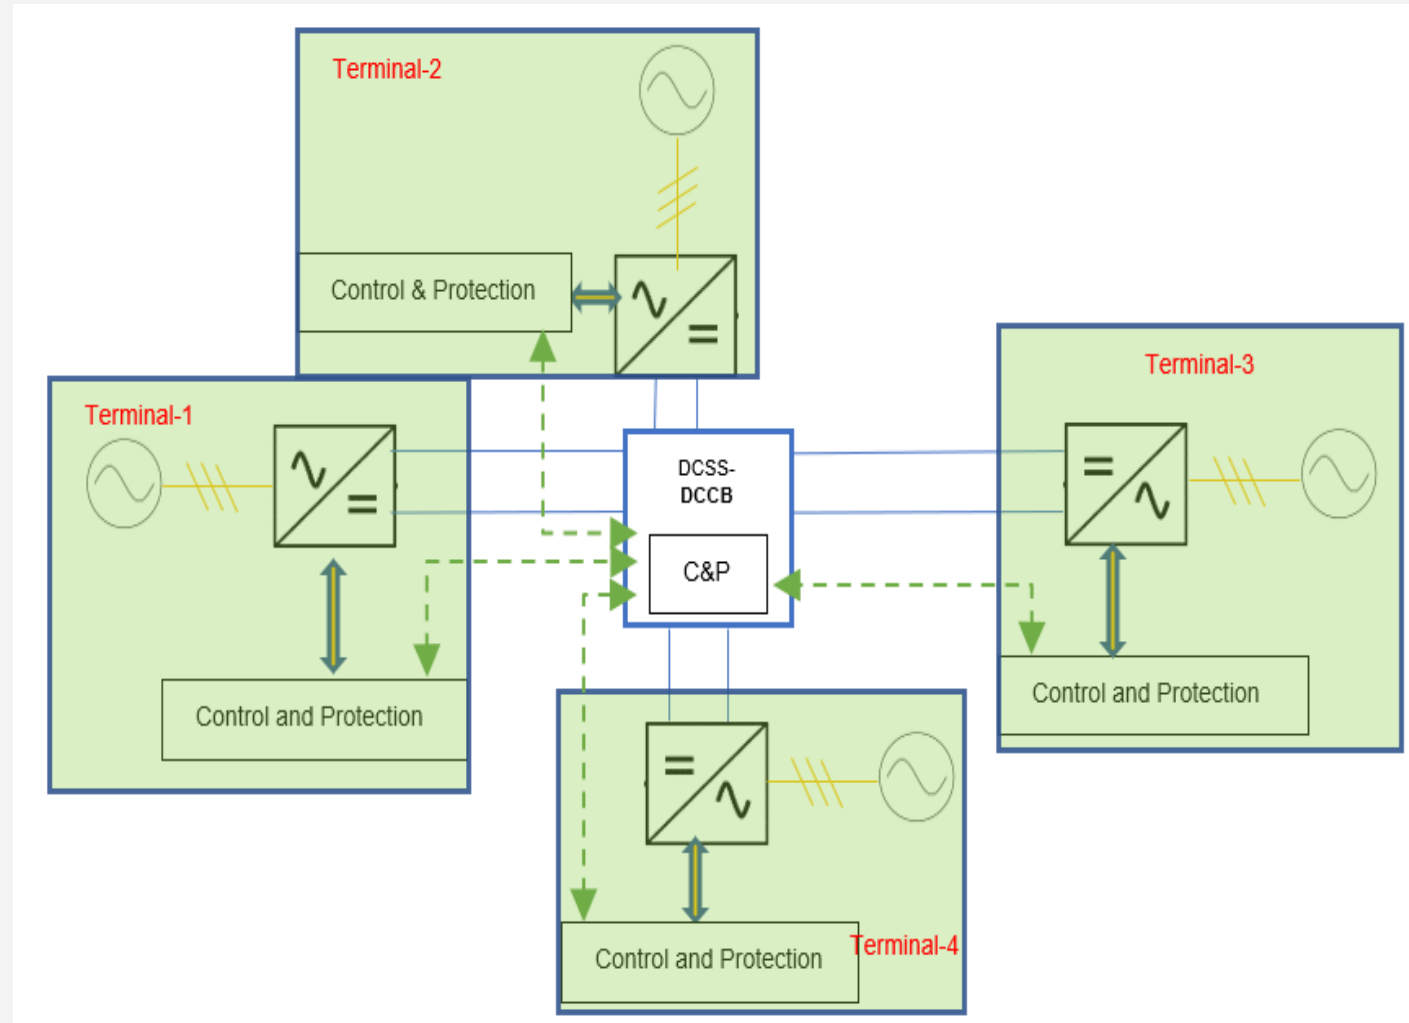 Terminal-2
Control & Protection
Terminal-3
Terminal-1
DCSS-
DCCB
C&P
Control and Protection
Control and Protection
Control and Protection
Terminal-4